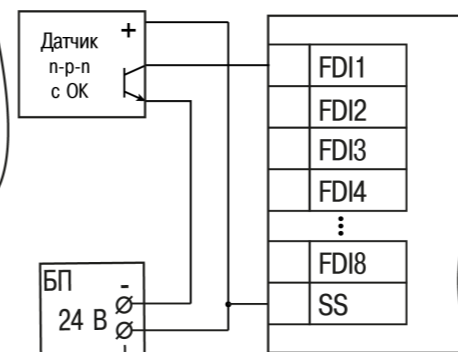 Датчик
n-p-n
с ОК
+
FDI1
FDI2
FDI3
FDI4
FDI8
SS
БП
-
24 В